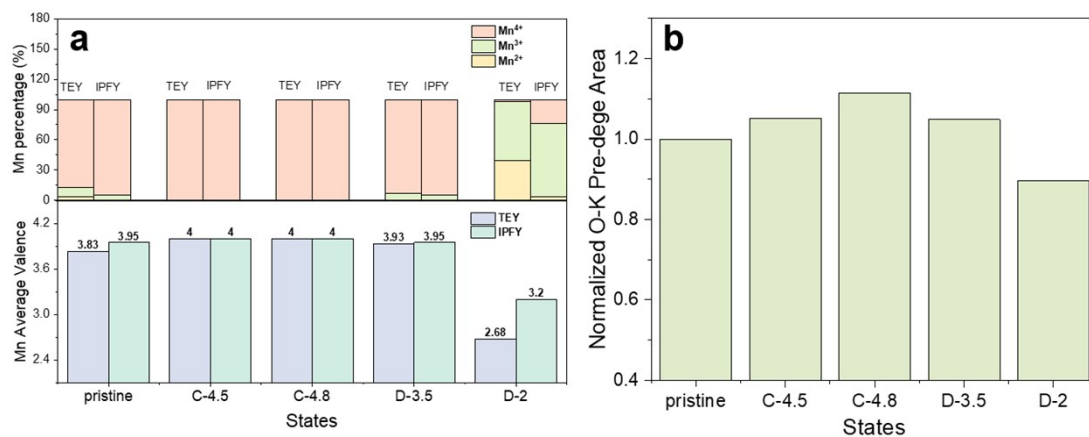 a
Mn percentage (%)
180
150
120
90
60
30
0
Mn⁴⁺
Mn³⁺
Mn²⁺
TEY IPFY
TEY IPFY
TEY IPFY
TEY IPFY
TEY IPFY
Mn Average Valence
4.2
3.6
3.0
2.4
TEY
IPFY
3.83 3.95
4 4
4 4
3.93 3.95
2.68 3.2
pristine C-4.5 C-4.8 D-3.5 D-2
States
b
Normalized O-K Pre-dege Area
1.2
1.0
0.8
0.6
0.4
pristine C-4.5 C-4.8 D-3.5 D-2
States